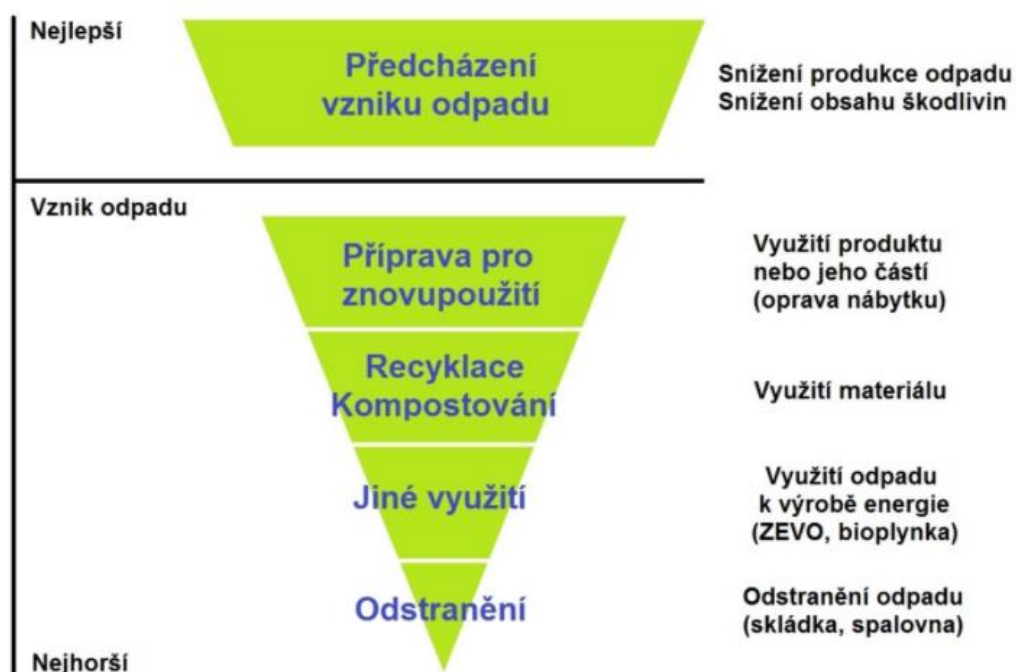 Nejlepší
Předcházení
vzniku odpadu
Snížení produkce odpadu
Snížení obsahu škodlivin
Vznik odpadu
Příprava pro
znovupoužití
Využití produktu
nebo jeho částí
(oprava nábytku)
Recyklace
Kompostování
Využití materiálu
Jiné využití
Využití odpadu
k výrobě energie
(ZEVO, bioplynka)
Odstranění
Odstranění odpadu
(skládka, spalovna)
Nejhorší